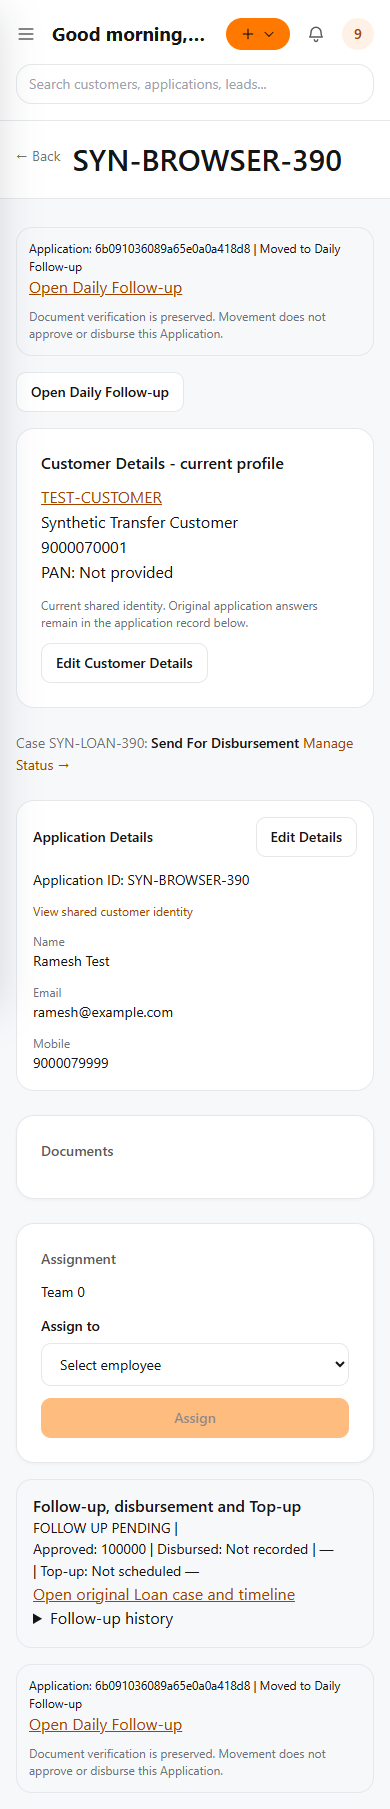 Good morning,...
9
Search customers, applications, leads...
← Back
SYN-BROWSER-390
Application: 6b091036089a65e0a0a418d8 | Moved to Daily
Follow-up
Open Daily Follow-up
Document verification is preserved. Movement does not
approve or disburse this Application.
Open Daily Follow-up
Customer Details - current profile
TEST-CUSTOMER
Synthetic Transfer Customer
9000070001
PAN: Not provided
Current shared identity. Original application answers
remain in the application record below.
Edit Customer Details
Case SYN-LOAN-390: Send For Disbursement Manage
Status →
Application Details
Edit Details
Application ID: SYN-BROWSER-390
View shared customer identity
Name
Ramesh Test
Email
ramesh@example.com
Mobile
9000079999
Documents
Assignment
Team 0
Assign to
Select employee
Assign
Follow-up, disbursement and Top-up
FOLLOW UP PENDING |
Approved: 100000 | Disbursed: Not recorded | —
| Top-up: Not scheduled —
Open original Loan case and timeline
Follow-up history
Application: 6b091036089a65e0a0a418d8 | Moved to Daily
Follow-up
Open Daily Follow-up
Document verification is preserved. Movement does not
approve or disburse this Application.